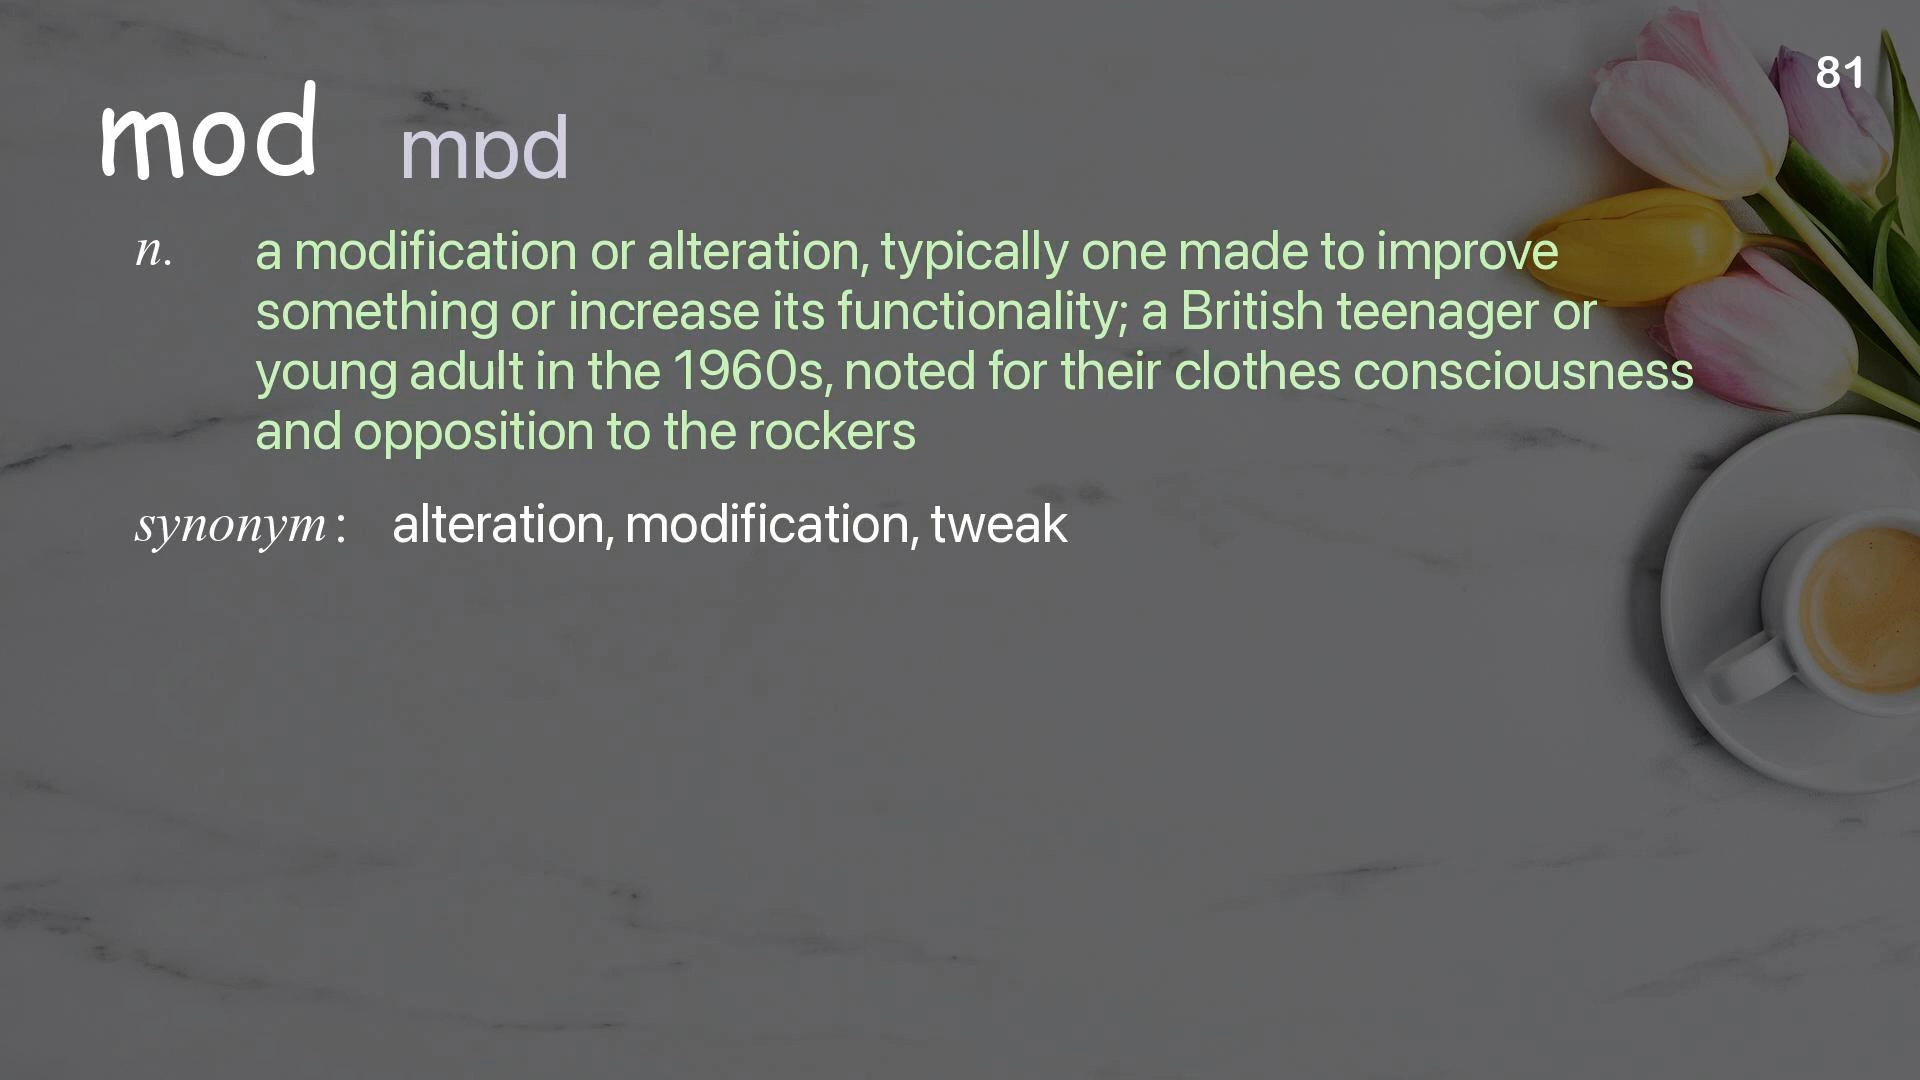 81
mod mɒd
n. a modification or alteration, typically one made to improve
something or increase its functionality; a British teenager or
young adult in the 1960s, noted for their clothes consciousness
and opposition to the rockers
synonym: alteration, modification, tweak